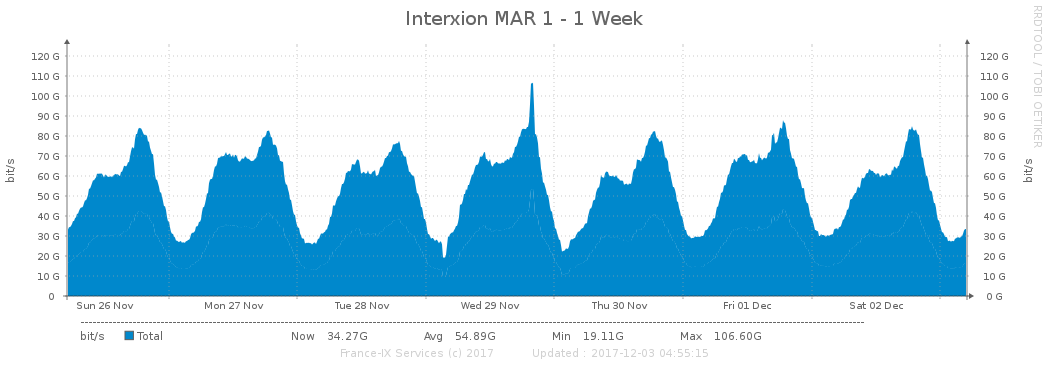 Interxion MAR 1 - 1 Week
RRDTOOL / TOBI OETIKER
120 G 120 G
110 G 110 G
100 G 100 G
90 G 90 G
80 G 80 G
70 G 70 G
60 G 60 G
50 G 50 G
40 G 40 G
30 G 30 G
20 G 20 G
10 G 10 G
0 0 G
bit/s bit/s
Sun 26 Nov Mon 27 Nov Tue 28 Nov Wed 29 Nov Thu 30 Nov Fri 01 Dec Sat 02 Dec
bit/s Total Now 34.27G Avg 54.89G Min 19.11G Max 106.60G
France-IX Services (c) 2017 Updated : 2017-12-03 04:55:15